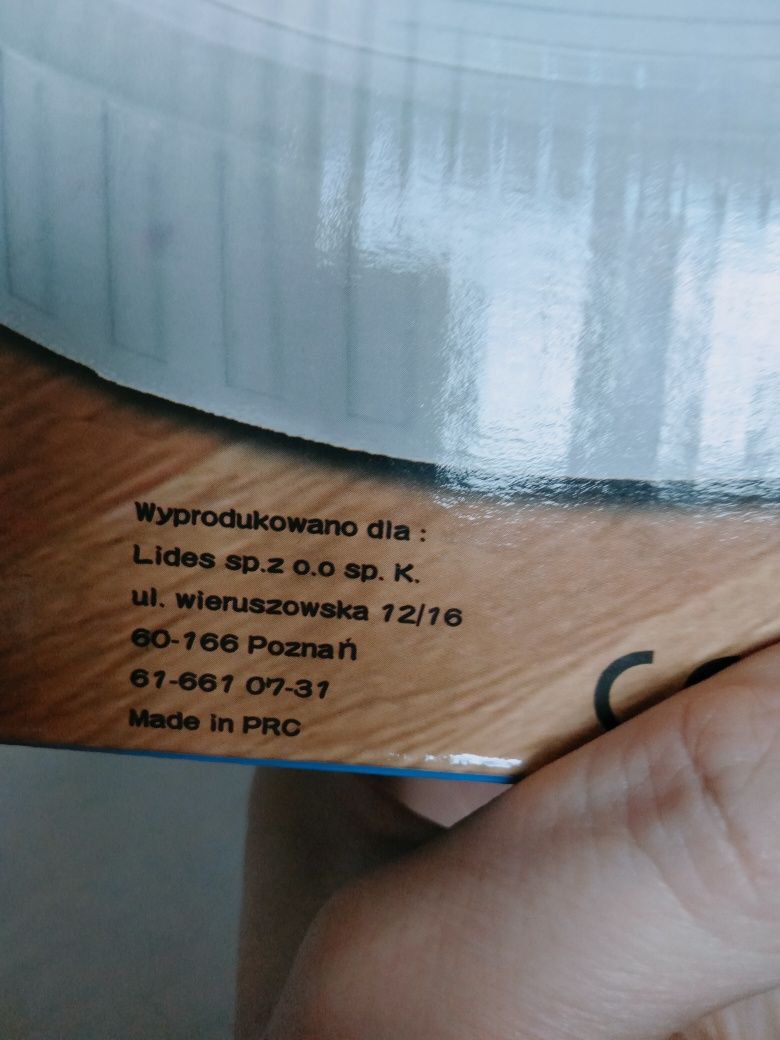 Wyprodukowano dla :
Lides sp.z o.o sp. K.
ul. wieruszowska 12/16
60-166 Poznań
61-661 07-31
Made in PRC